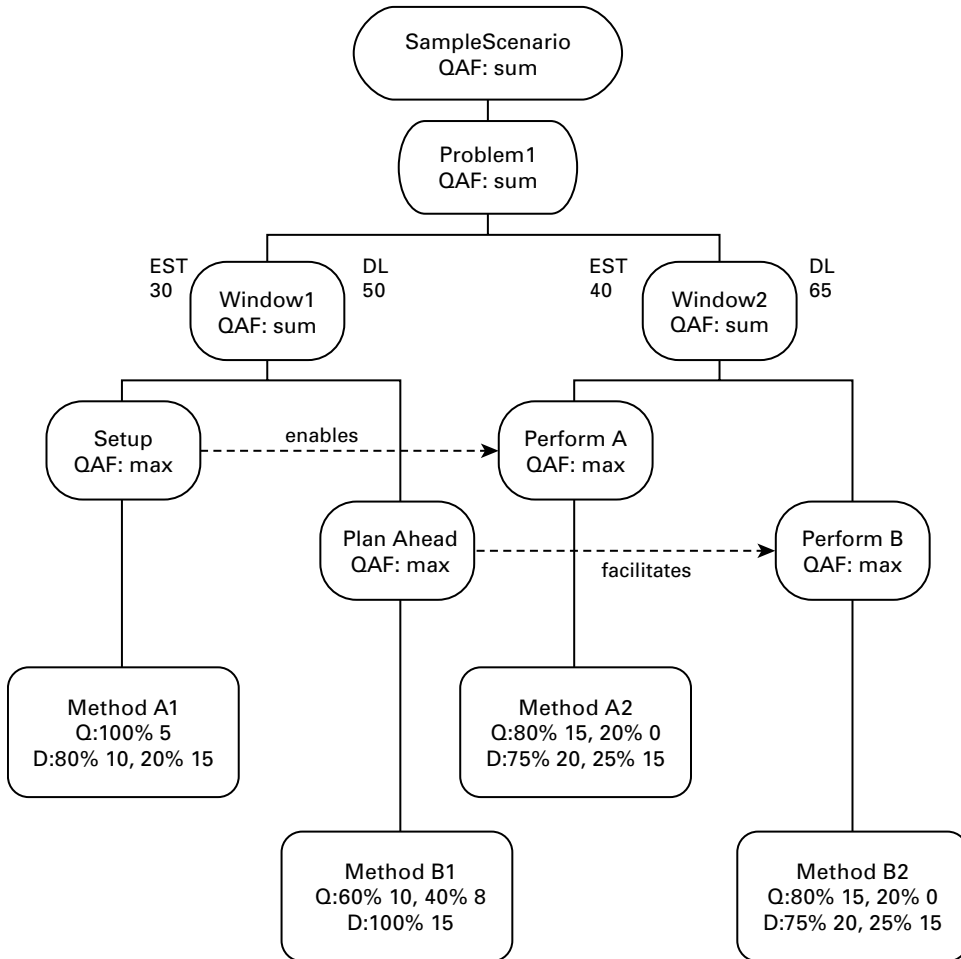 SampleScenario
QAF: sum
Problem1
QAF: sum
EST
30
Window1
QAF: sum
DL
50
EST
40
Window2
QAF: sum
DL
65
Setup
QAF: max
enables
Perform A
QAF: max
Plan Ahead
QAF: max
facilitates
Perform B
QAF: max
Method A1
Q:100% 5
D:80% 10, 20% 15
Method A2
Q:80% 15, 20% 0
D:75% 20, 25% 15
Method B1
Q:60% 10, 40% 8
D:100% 15
Method B2
Q:80% 15, 20% 0
D:75% 20, 25% 15